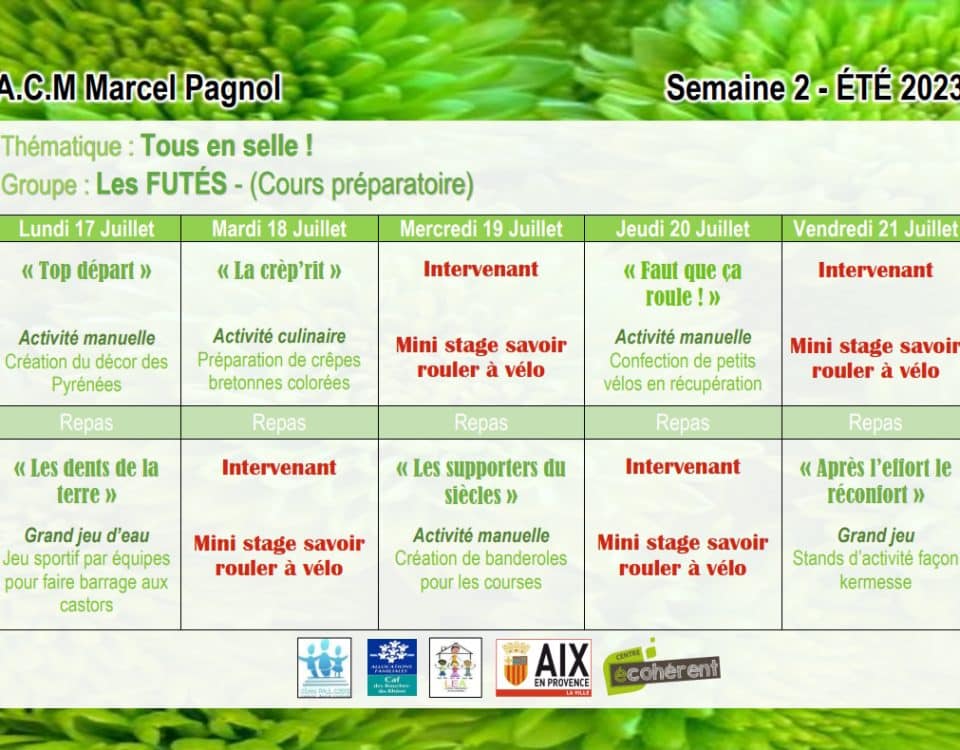 A.C.M Marcel Pagnol
Semaine 2 - ÉTÉ 2023
Thématique : Tous en selle !
Groupe : Les FUTÉS - (Cours préparatoire)
Lundi 17 Juillet
Mardi 18 Juillet
Mercredi 19 Juillet
Jeudi 20 Juillet
Vendredi 21 Juillet
« Top départ »
Activité manuelle
Création du décor des
Pyrénées
« La crèp’rit »
Activité culinaire
Préparation de crêpes
bretonnes colorées
Intervenant
Mini stage savoir
rouler à vélo
« Faut que ça
roule ! »
Activité manuelle
Confection de petits
vélos en récupération
Intervenant
Mini stage savoir
rouler à vélo
Repas
Repas
Repas
Repas
Repas
« Les dents de la
terre »
Grand jeu d’eau
Jeu sportif par équipes
pour faire barrage aux
castors
Intervenant
Mini stage savoir
rouler à vélo
« Les supporters du
siècles »
Activité manuelle
Création de banderoles
pour les courses
Intervenant
Mini stage savoir
rouler à vélo
« Après l’effort le
réconfort »
Grand jeu
Stands d’activité façon
kermesse
ALLOCATIONS
FAMILIALES
Caf
des Bouches
du Rhône
AIX
EN PROVENCE
LA VILLE
CENTRE
écohérent